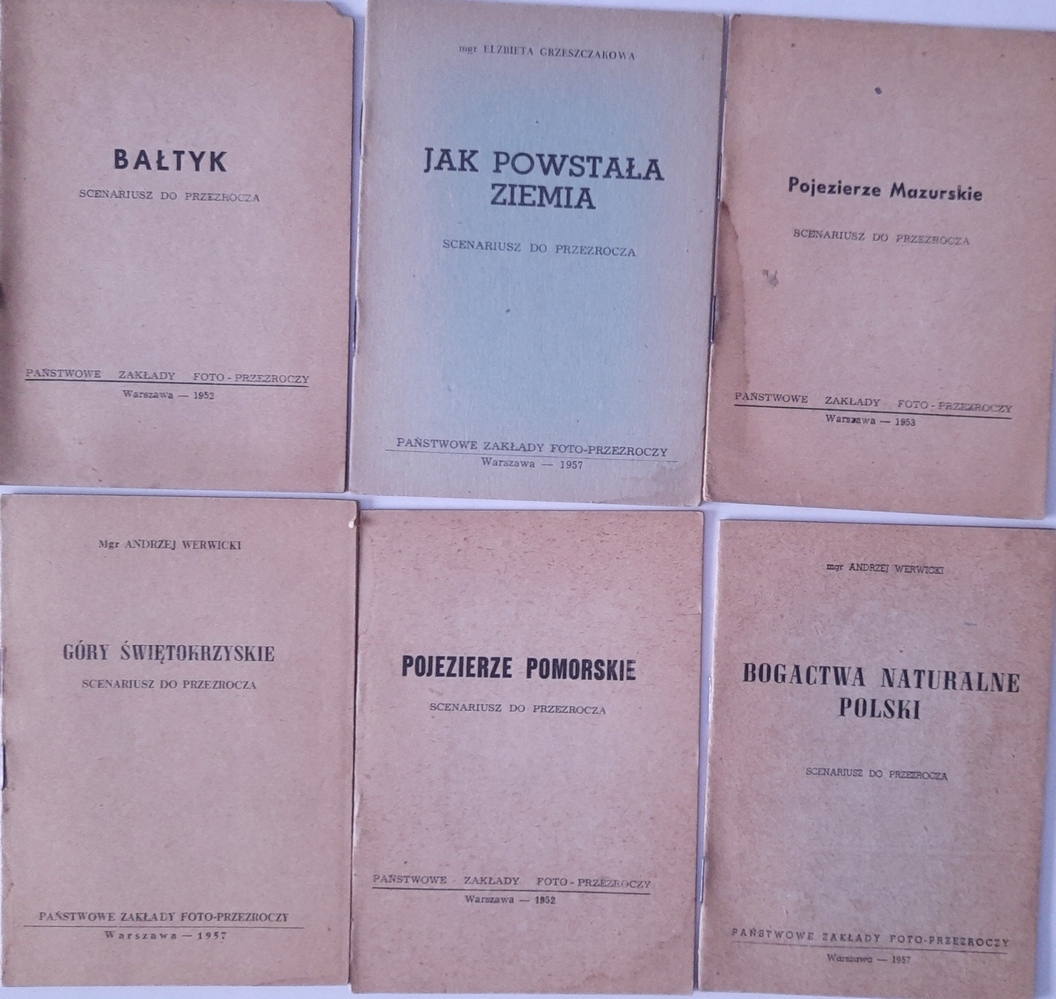 BAŁTYK
SCENARIUSZ DO PRZEZROCZA
PAŃSTWOWE ZAKŁADY FOTO-PRZEZROCZY
Warszawa — 1952
mgr ELŻBIETA GRZESZCZAKOWA
JAK POWSTAŁA
ZIEMIA
SCENARIUSZ DO PRZEZROCZA
PAŃSTWOWE ZAKŁADY FOTO-PRZEZROCZY
Warszawa — 1957
Pojezierze Mazurskie
SCENARIUSZ DO PRZEZROCZA
PAŃSTWOWE ZAKŁADY FOTO-PRZEZROCZY
Warszawa — 1953
Mgr ANDRZEJ WERWICKI
GÓRY ŚWIĘTOKRZYSKIE
SCENARIUSZ DO PRZEZROCZA
PAŃSTWOWE ZAKŁADY FOTO-PRZEZROCZY
Warszawa — 1957
POJEZIERZE POMORSKIE
SCENARIUSZ DO PRZEZROCZA
PAŃSTWOWE ZAKŁADY FOTO-PRZEZROCZY
Warszawa — 1952
mgr ANDRZEJ WERWICKI
BOGACTWA NATURALNE
POLSKI
SCENARIUSZ DO PRZEZROCZA
PAŃSTWOWE ZAKŁADY FOTO-PRZEZROCZY
Warszawa — 1957